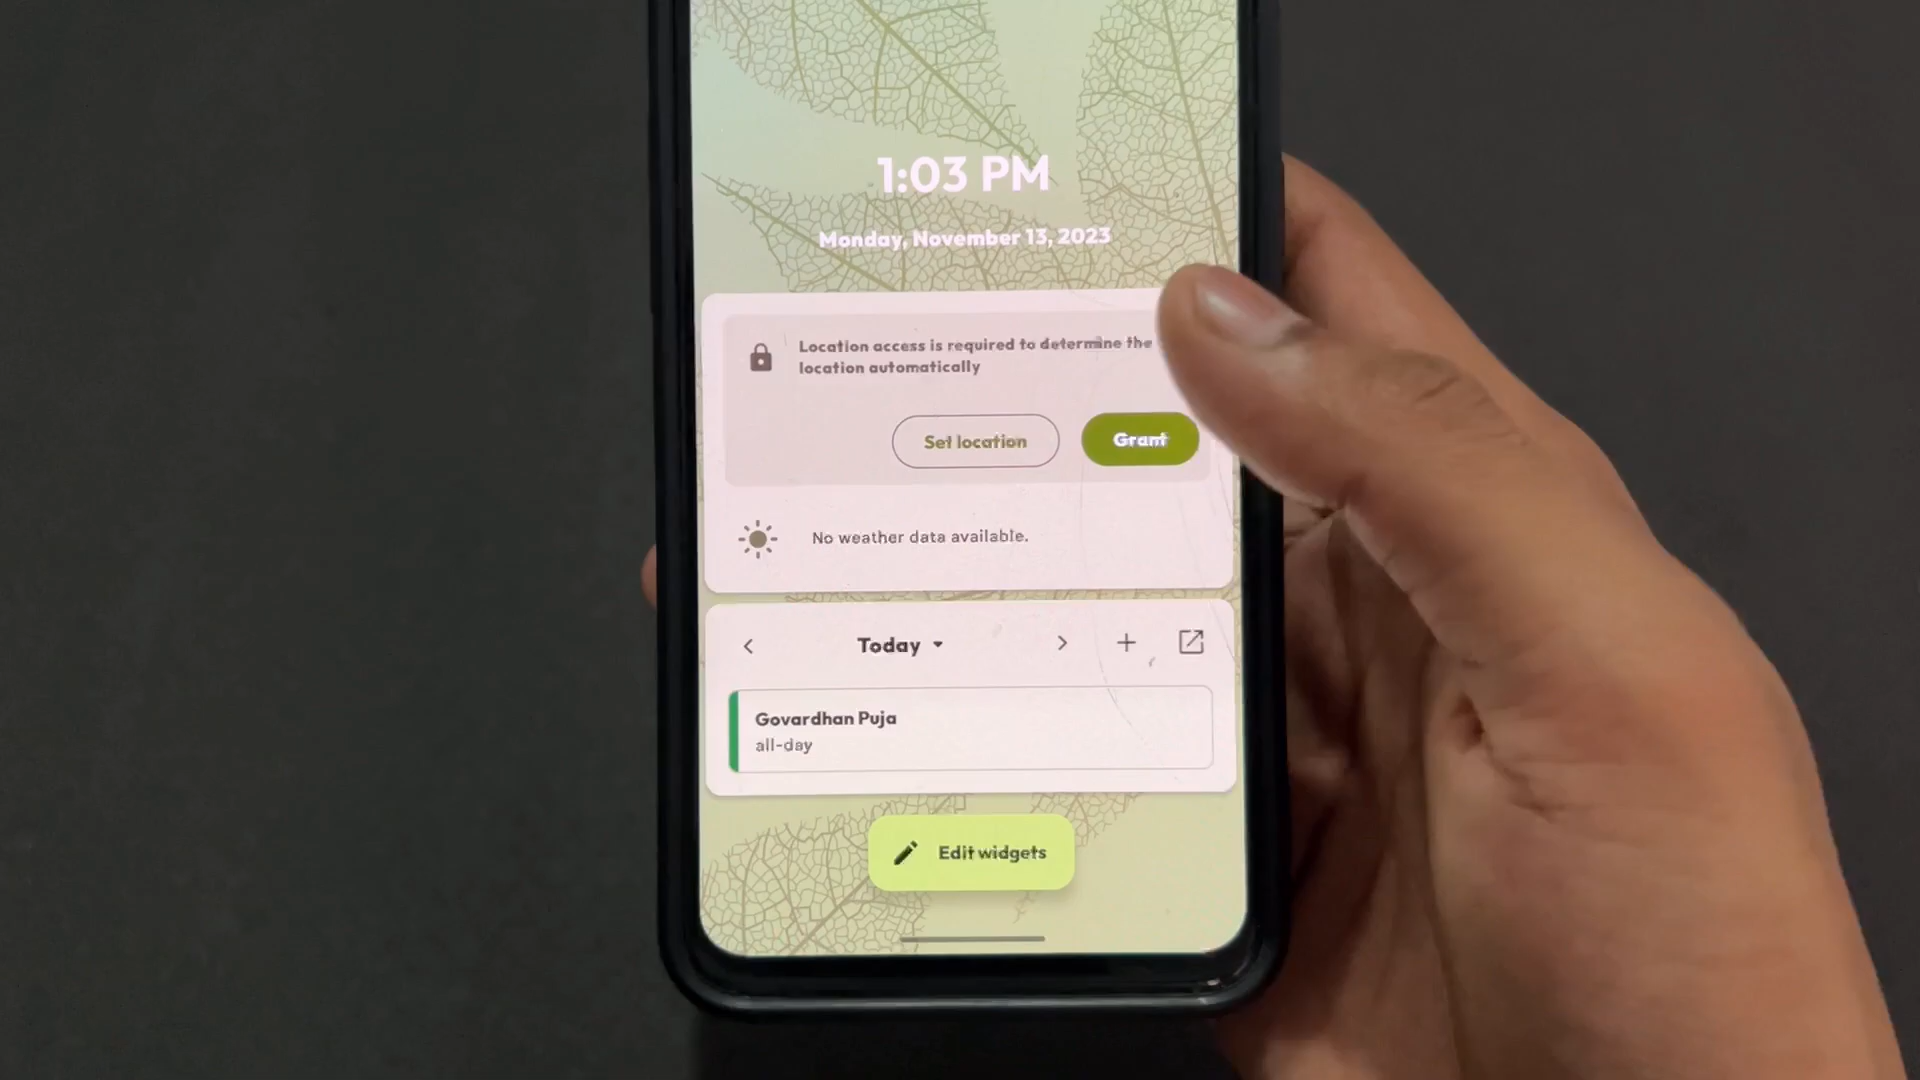 1:03 PM
Monday, November 13, 2023
Location access is required to determine the
location automatically
Set location
Grant
No weather data available.
Today
Govardhan Puja
all-day
Edit widgets